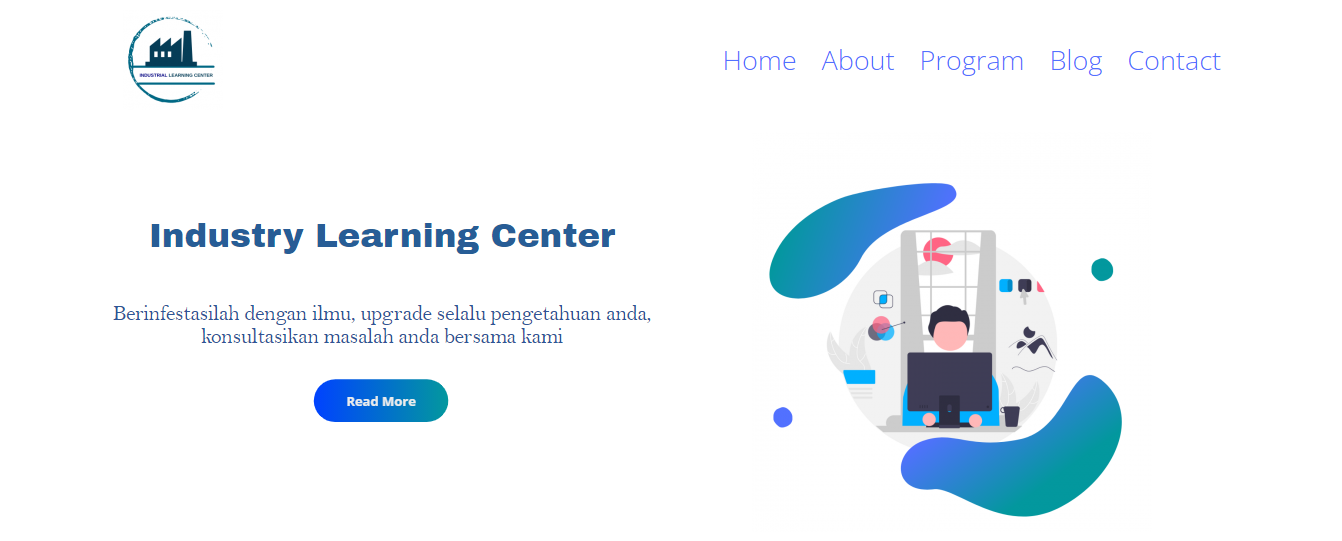 INDUSTRIAL LEARNING CENTER
Home About Program Blog Contact
Industry Learning Center
Berinfestasilah dengan ilmu, upgrade selalu pengetahuan anda,
konsultasikan masalah anda bersama kami
Read More